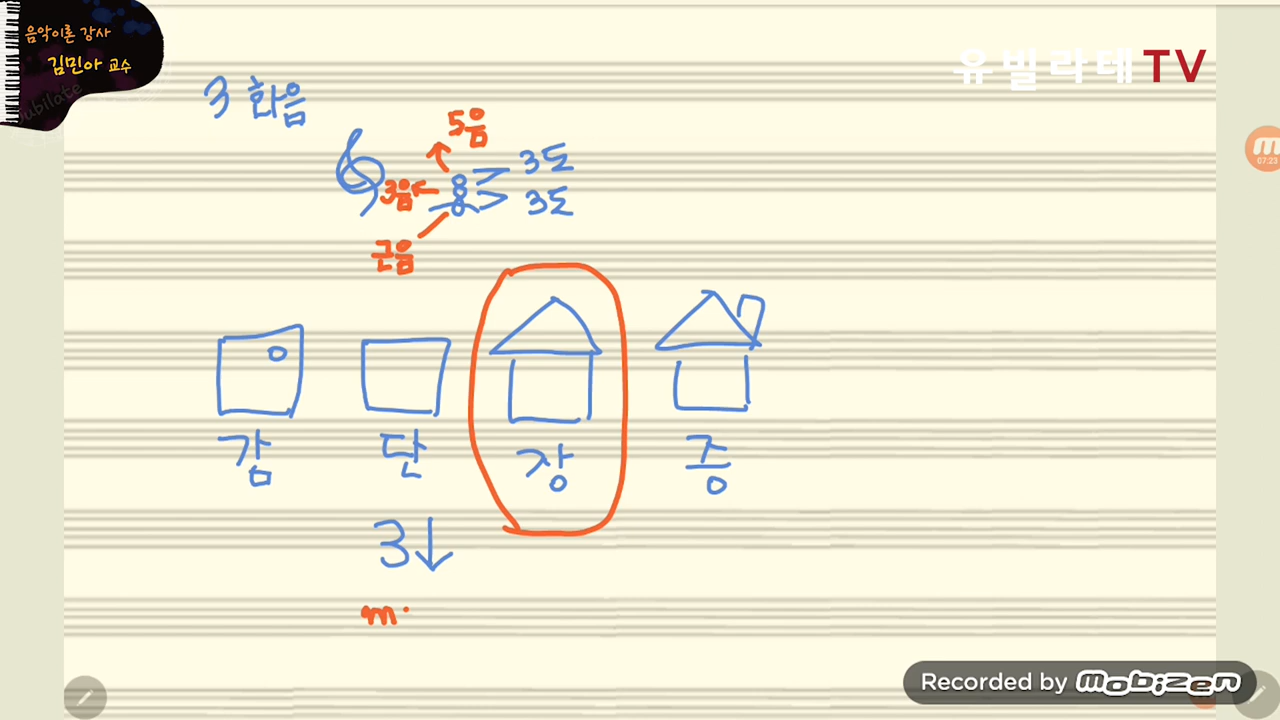 음악이론 강사
김민아 교수
Jubilate
유빌라테TV
07:23
3 화음
5음
3도
3음
3도
근음
감
단
장
증
3↓
m
Recorded by mobizen